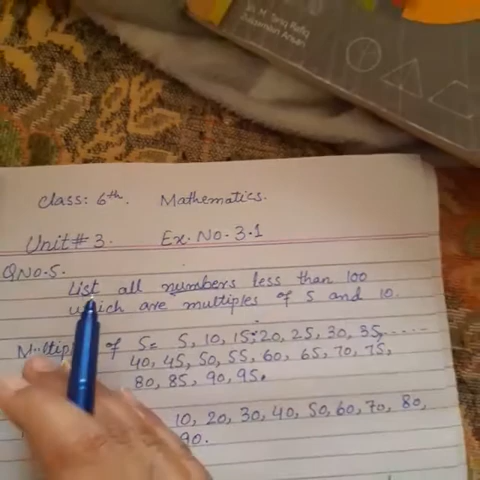 M. Tariq Rafiq
Class: 6th. Mathematics.
Unit # 3. Ex. No. 3.1
QNo.5.
List all numbers less than 100
which are multiples of 5 and 10.
of 5= 5, 10, 15, 20, 25, 30, 35,......
40, 45, 50, 55, 60, 65, 70, 75,
80, 85, 90, 95.
10, 20, 30, 40, 50, 60, 70, 80,
90.